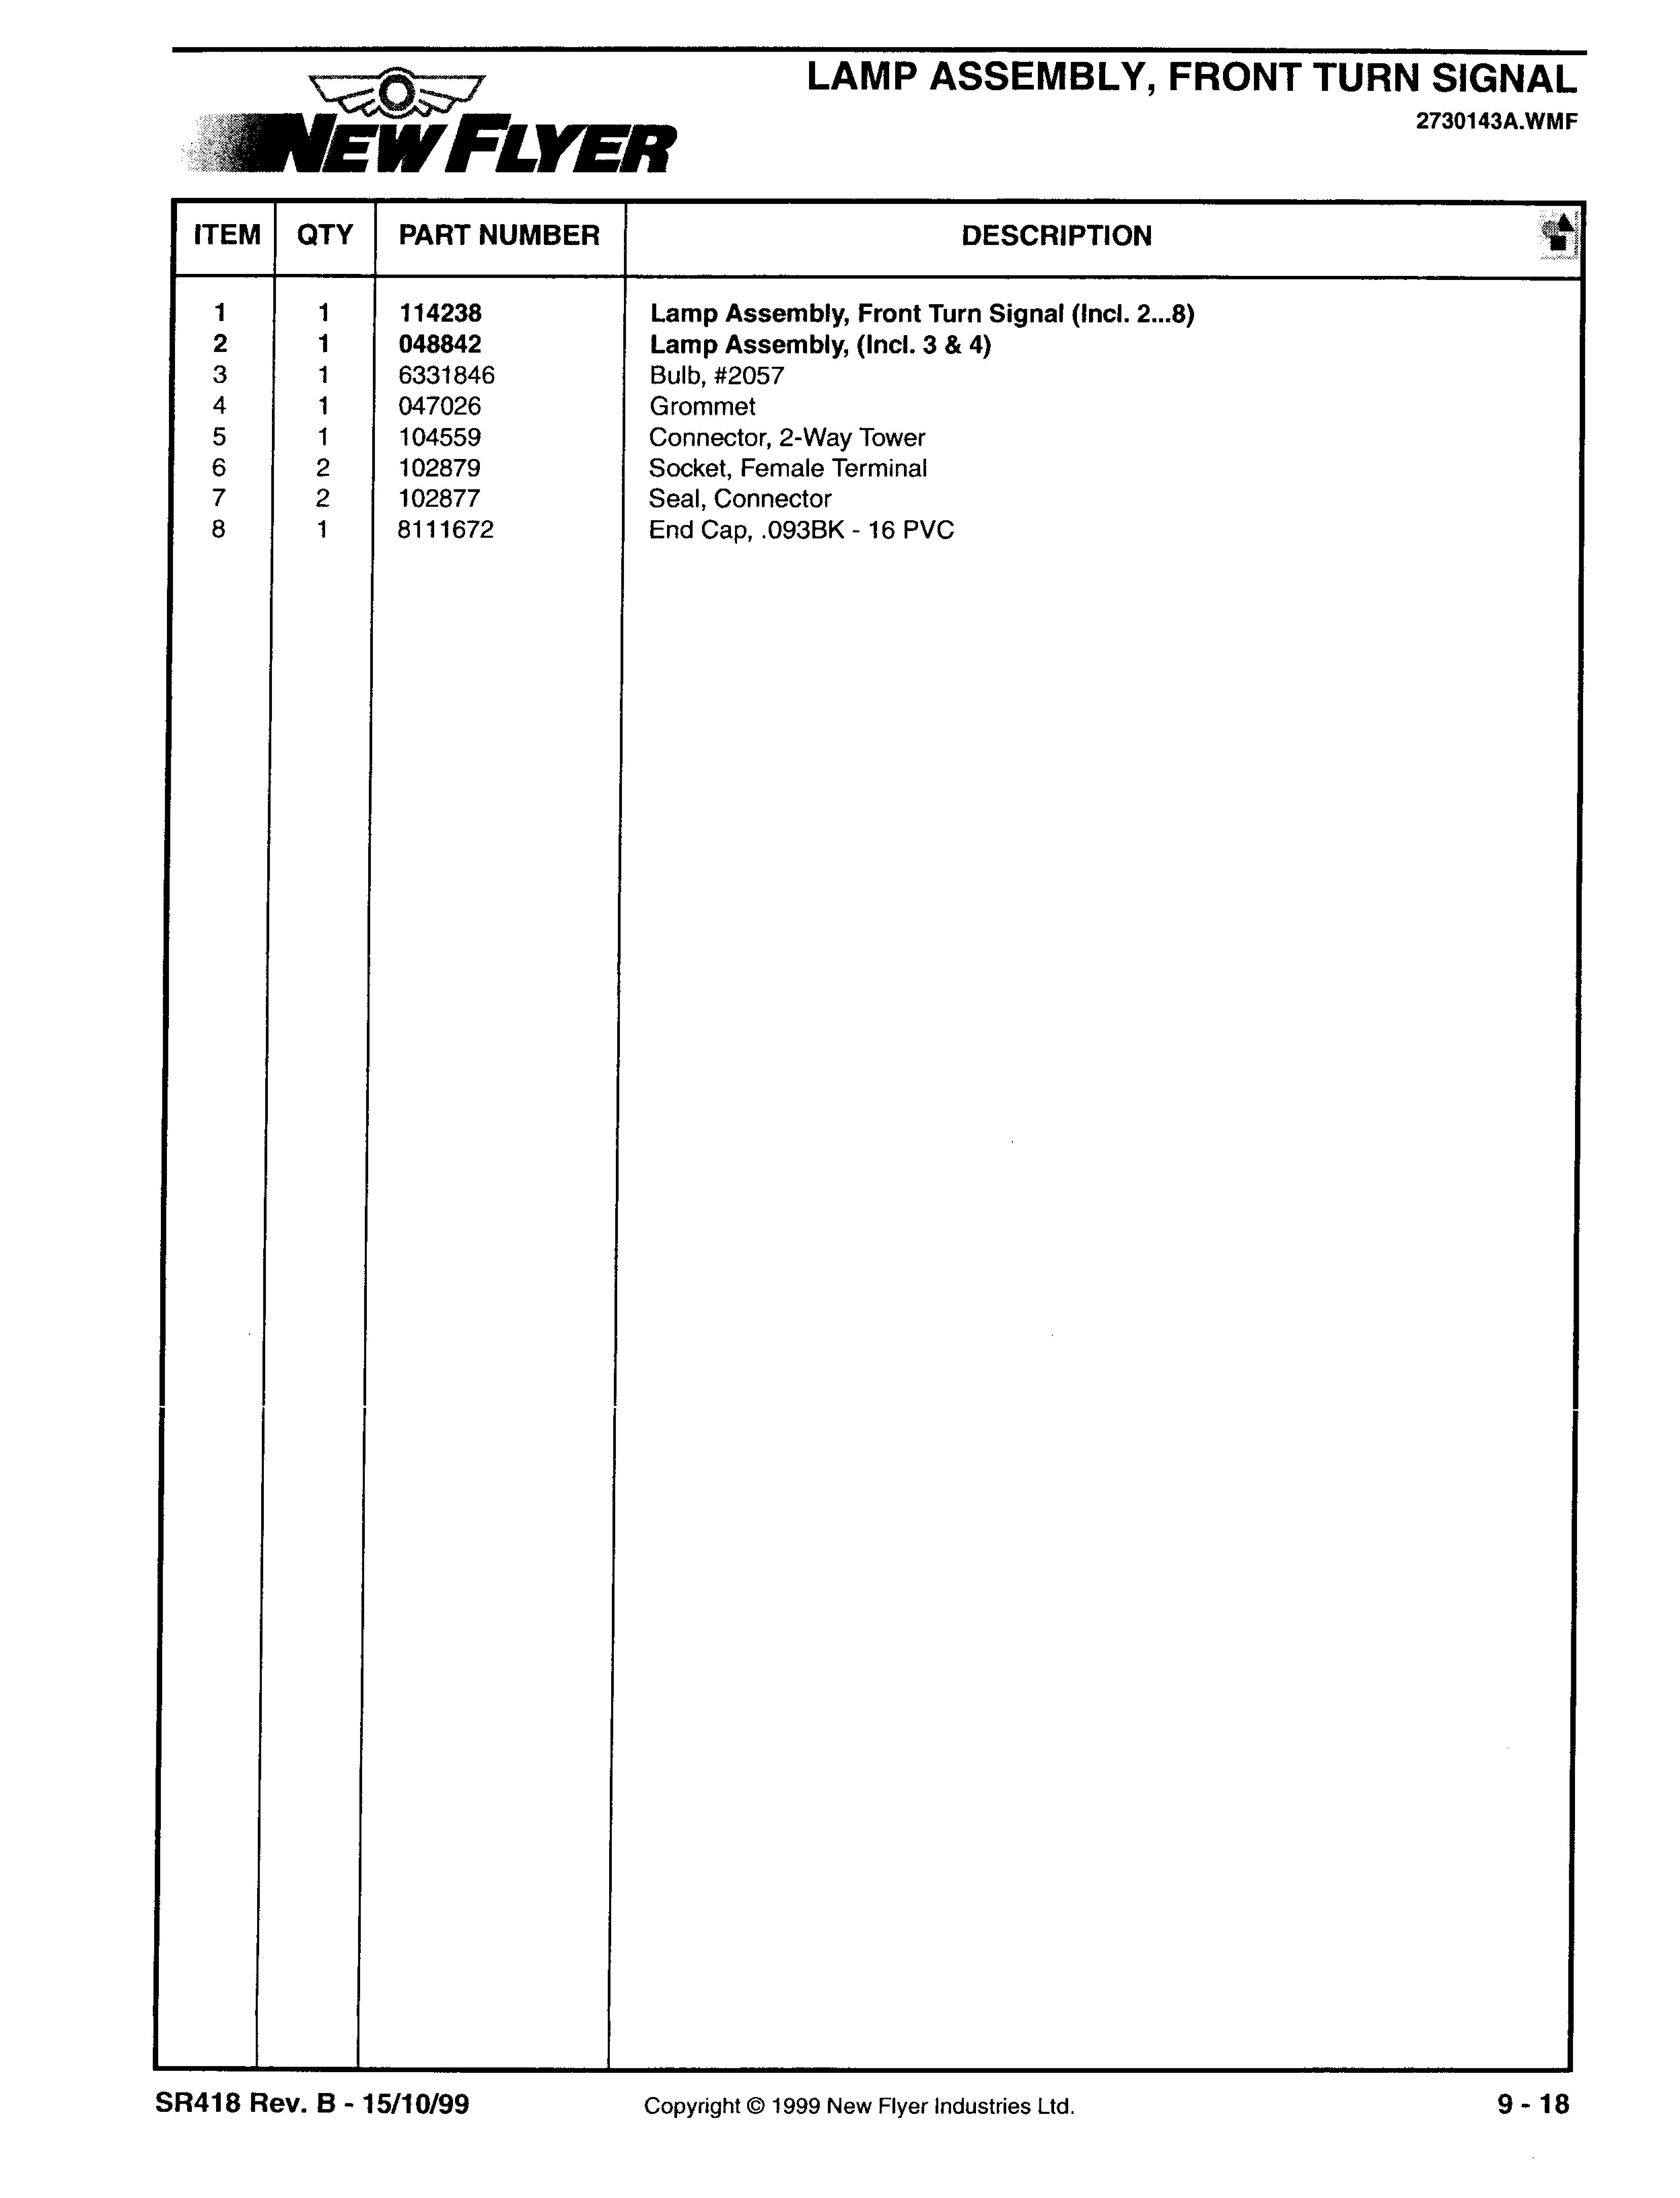 NEW FLYER
LAMP ASSEMBLY, FRONT TURN SIGNAL
2730143A.WMF
ITEM QTY PART NUMBER DESCRIPTION
1 1 114238 Lamp Assembly, Front Turn Signal (Incl. 2...8)
2 1 048842 Lamp Assembly, (Incl. 3 & 4)
3 1 6331846 Bulb, #2057
4 1 047026 Grommet
5 1 104559 Connector, 2-Way Tower
6 2 102879 Socket, Female Terminal
7 2 102877 Seal, Connector
8 1 8111672 End Cap, .093BK - 16 PVC
SR418 Rev. B - 15/10/99 Copyright © 1999 New Flyer Industries Ltd. 9 - 18